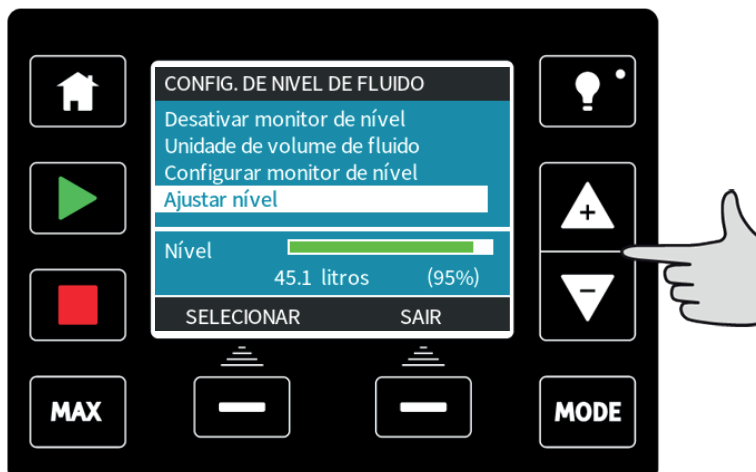 CONFIG. DE NIVEL DE FLUIDO
Desativar monitor de nível
Unidade de volume de fluido
Configurar monitor de nível
Ajustar nível
Nível
45.1 litros (95%)
SELECIONAR SAIR
+
−
MAX
MODE